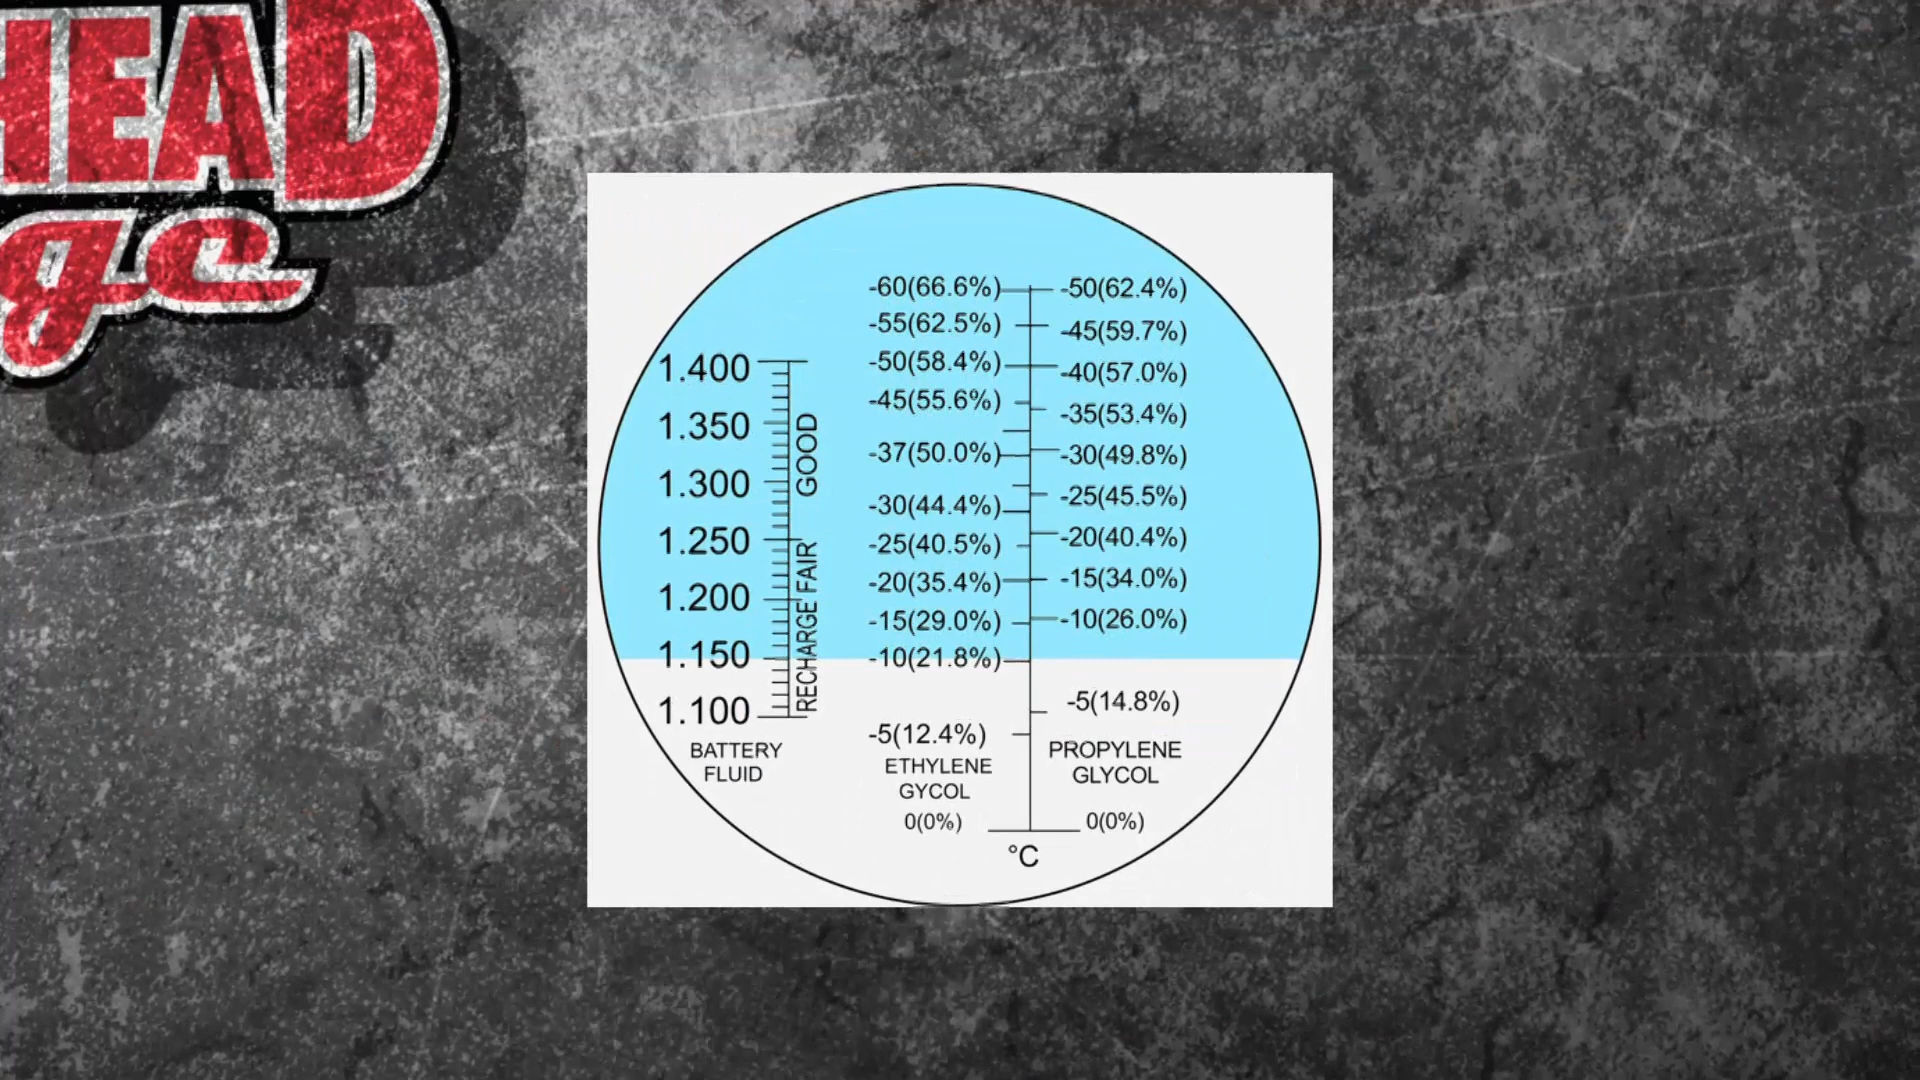 HEAD
gc
-60(66.6%) -50(62.4%)
-55(62.5%) -45(59.7%)
1.400 -50(58.4%) -40(57.0%)
-45(55.6%) -35(53.4%)
1.350
GOOD
-37(50.0%) -30(49.8%)
1.300
-30(44.4%) -25(45.5%)
1.250 -25(40.5%) -20(40.4%)
FAIR
-20(35.4%) -15(34.0%)
1.200
-15(29.0%) -10(26.0%)
RECHARGE
1.150 -10(21.8%)
1.100 -5(14.8%)
-5(12.4%)
BATTERY
FLUID
ETHYLENE
GYCOL
PROPYLENE
GLYCOL
0(0%) 0(0%)
°C